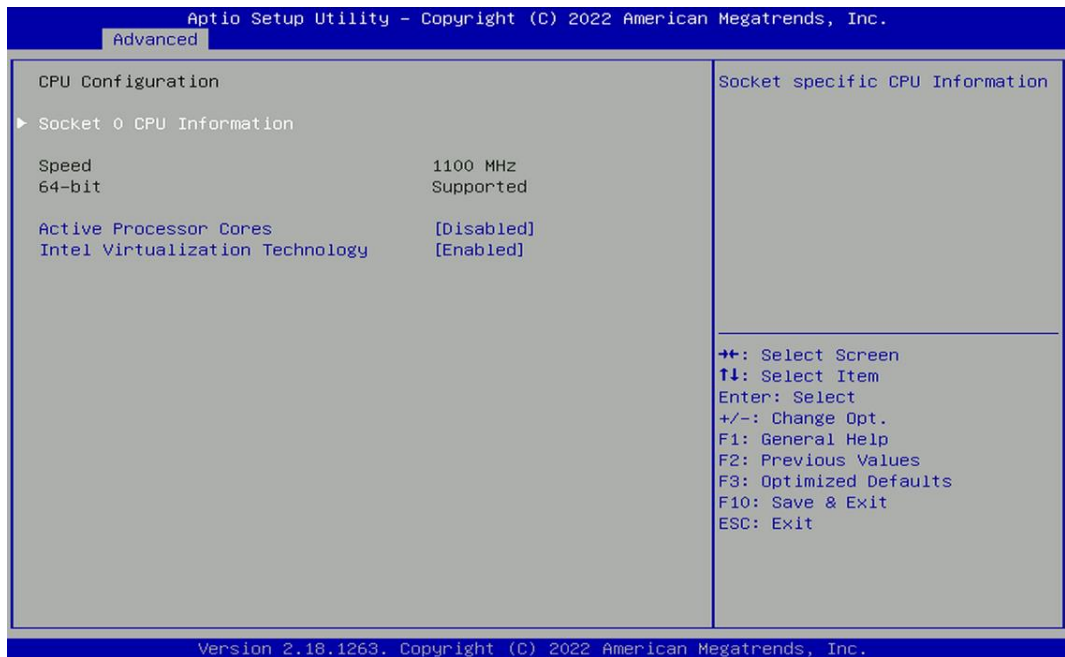 Aptio Setup Utility – Copyright (C) 2022 American Megatrends, Inc.
Advanced
CPU Configuration
▶ Socket 0 CPU Information
Speed 1100 MHz
64-bit Supported
Active Processor Cores [Disabled]
Intel Virtualization Technology [Enabled]
Socket specific CPU Information
→←: Select Screen
↑↓: Select Item
Enter: Select
+/-: Change Opt.
F1: General Help
F2: Previous Values
F3: Optimized Defaults
F10: Save & Exit
ESC: Exit
Version 2.18.1263. Copyright (C) 2022 American Megatrends, Inc.